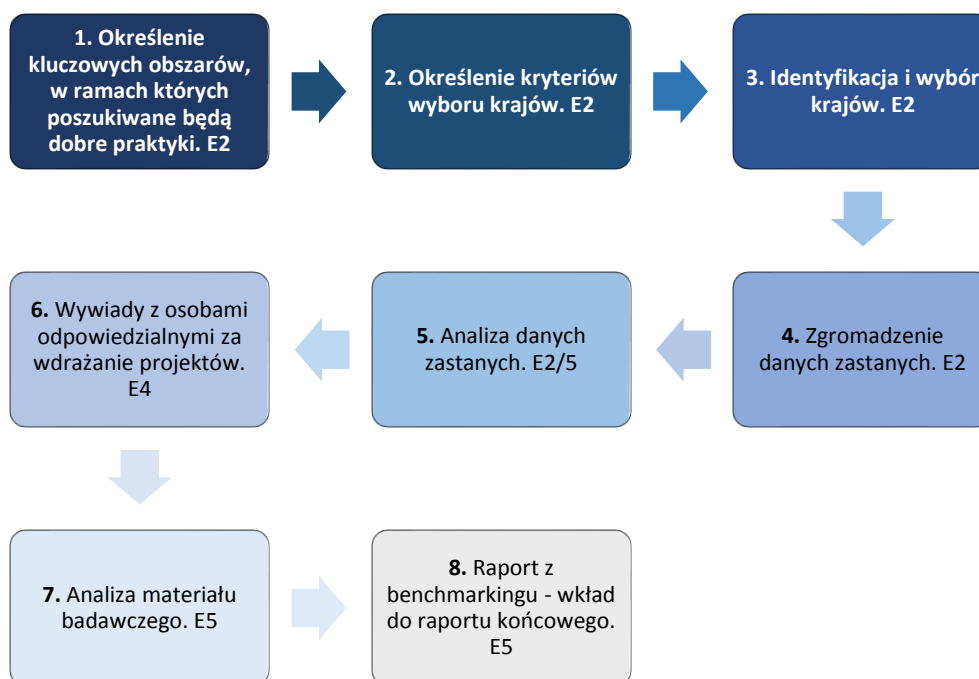 1. Określenie
kluczowych obszarów,
w ramach których
poszukiwane będą
dobre praktyki. E2
2. Określenie kryteriów
wyboru krajów. E2
3. Identyfikacja i wybór
krajów. E2
4. Zgromadzenie
danych zastanych. E2
5. Analiza danych
zastanych. E2/5
6. Wywiady z osobami
odpowiedzialnymi za
wdrażanie projektów.
E4
7. Analiza materiału
badawczego. E5
8. Raport z
benchmarkingu - wkład
do raportu końcowego.
E5